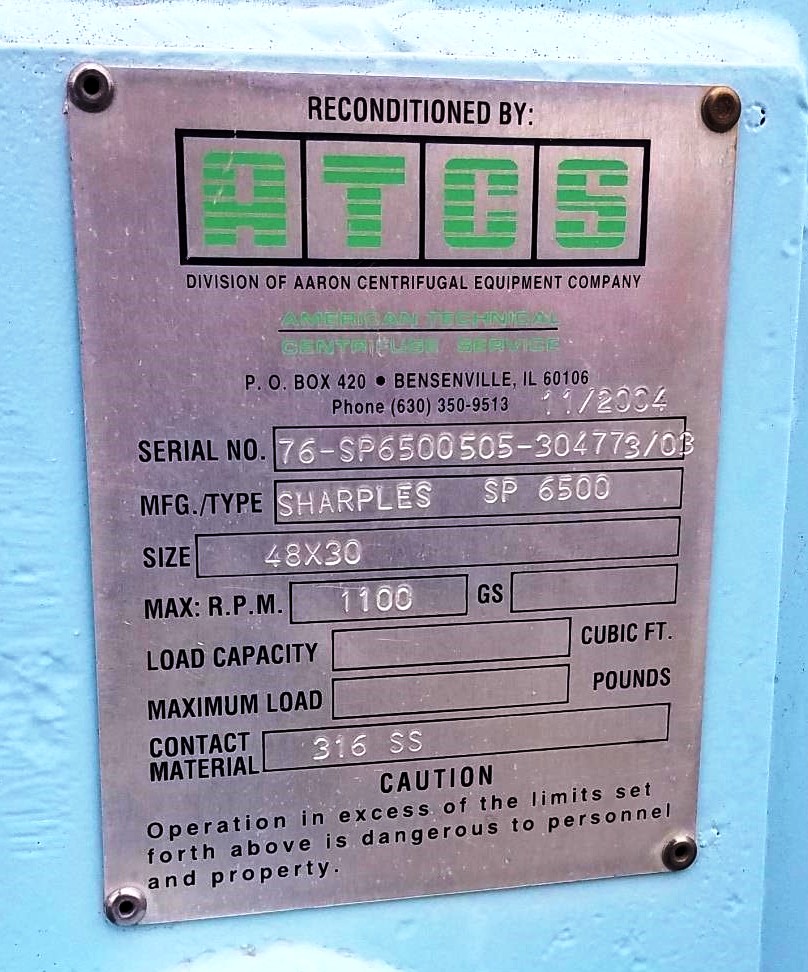 RECONDITIONED BY:
ATCS
DIVISION OF AARON CENTRIFUGAL EQUIPMENT COMPANY
AMERICAN TECHNICAL
CENTRIFUGE SERVICE
P. O. BOX 420 • BENSENVILLE, IL 60106
Phone (630) 350-9513 11/2004
SERIAL NO. 76-SP6500505-304773/03
MFG./TYPE SHARPLES SP 6500
SIZE 48X30
MAX: R.P.M. 1100 GS
LOAD CAPACITY CUBIC FT.
MAXIMUM LOAD POUNDS
CONTACT
MATERIAL 316 SS
CAUTION
Operation in excess of the limits set
forth above is dangerous to personnel
and property.